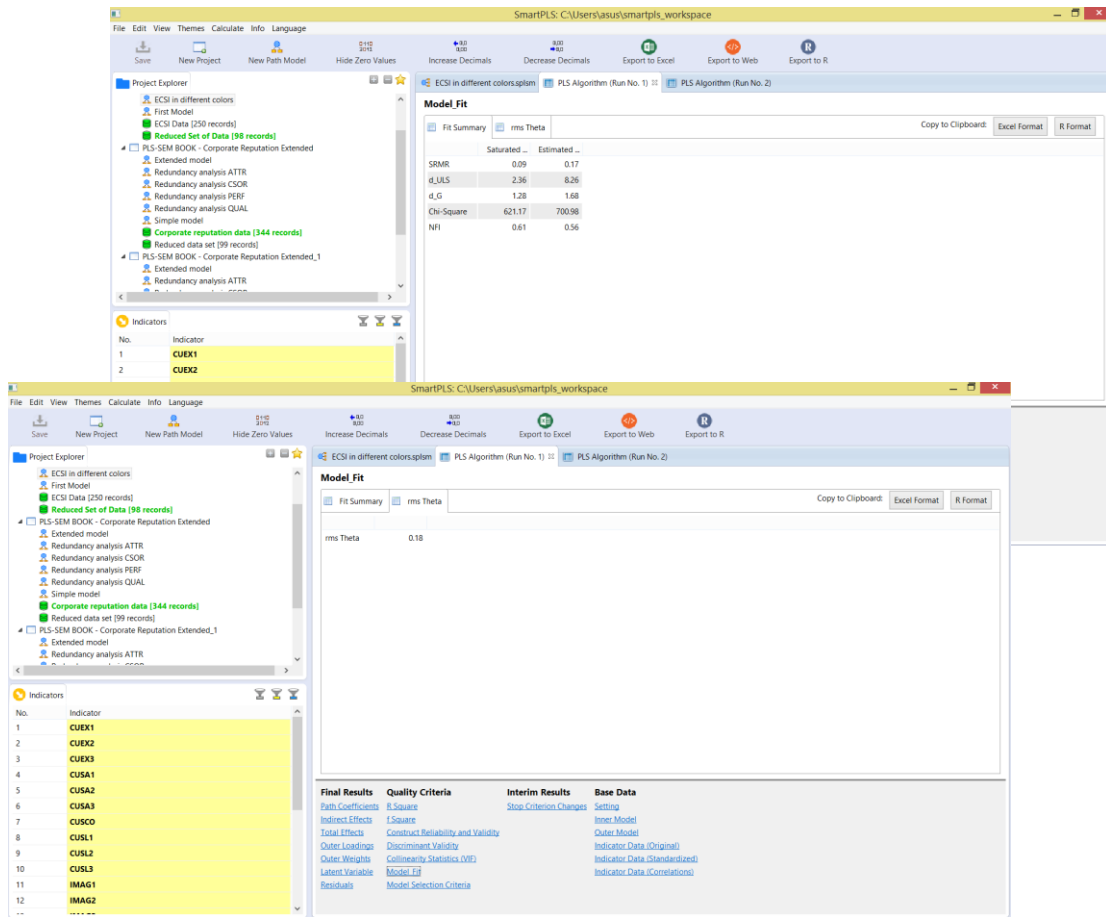 SmartPLS: C:\Users\asus\smartpls_workspace
File Edit View Themes Calculate Info Language
Save New Project New Path Model Hide Zero Values Increase Decimals Decrease Decimals Export to Excel Export to Web Export to R
Project Explorer
ECSI in different colors
First Model
ECSI Data [250 records]
Reduced Set of Data [98 records]
PLS-SEM BOOK - Corporate Reputation Extended
Extended model
Redundancy analysis ATTR
Redundancy analysis CSOR
Redundancy analysis PERF
Redundancy analysis QUAL
Simple model
Corporate reputation data [344 records]
Reduced data set [99 records]
PLS-SEM BOOK - Corporate Reputation Extended_1
Extended model
Redundancy analysis ATTR
Indicators
No. Indicator
1 CUEX1
2 CUEX2
ECSI in different colors.splsm PLS Algorithm (Run No. 1) PLS Algorithm (Run No. 2)
Model_Fit
Fit Summary rms Theta Copy to Clipboard: Excel Format R Format
Saturated ... Estimated ...
SRMR 0.09 0.17
d_ULS 2.36 8.26
d_G 1.28 1.68
Chi-Square 621.17 700.98
NFI 0.61 0.56
SmartPLS: C:\Users\asus\smartpls_workspace
File Edit View Themes Calculate Info Language
Save New Project New Path Model Hide Zero Values Increase Decimals Decrease Decimals Export to Excel Export to Web Export to R
Project Explorer
ECSI in different colors
First Model
ECSI Data [250 records]
Reduced Set of Data [98 records]
PLS-SEM BOOK - Corporate Reputation Extended
Extended model
Redundancy analysis ATTR
Redundancy analysis CSOR
Redundancy analysis PERF
Redundancy analysis QUAL
Simple model
Corporate reputation data [344 records]
Reduced data set [99 records]
PLS-SEM BOOK - Corporate Reputation Extended_1
Extended model
Redundancy analysis ATTR
Indicators
No. Indicator
1 CUEX1
2 CUEX2
3 CUEX3
4 CUSA1
5 CUSA2
6 CUSA3
7 CUSCO
8 CUSL1
9 CUSL2
10 CUSL3
11 IMAG1
12 IMAG2
ECSI in different colors.splsm PLS Algorithm (Run No. 1) PLS Algorithm (Run No. 2)
Model_Fit
Fit Summary rms Theta Copy to Clipboard: Excel Format R Format
rms Theta 0.18
Final Results Quality Criteria Interim Results Base Data
Path Coefficients R Square Stop Criterion Changes Setting
Indirect Effects f Square Inner Model
Total Effects Construct Reliability and Validity Outer Model
Outer Loadings Discriminant Validity Indicator Data (Original)
Outer Weights Collinearity Statistics (VIF) Indicator Data (Standardized)
Latent Variable Model_Fit Indicator Data (Correlations)
Residuals Model Selection Criteria